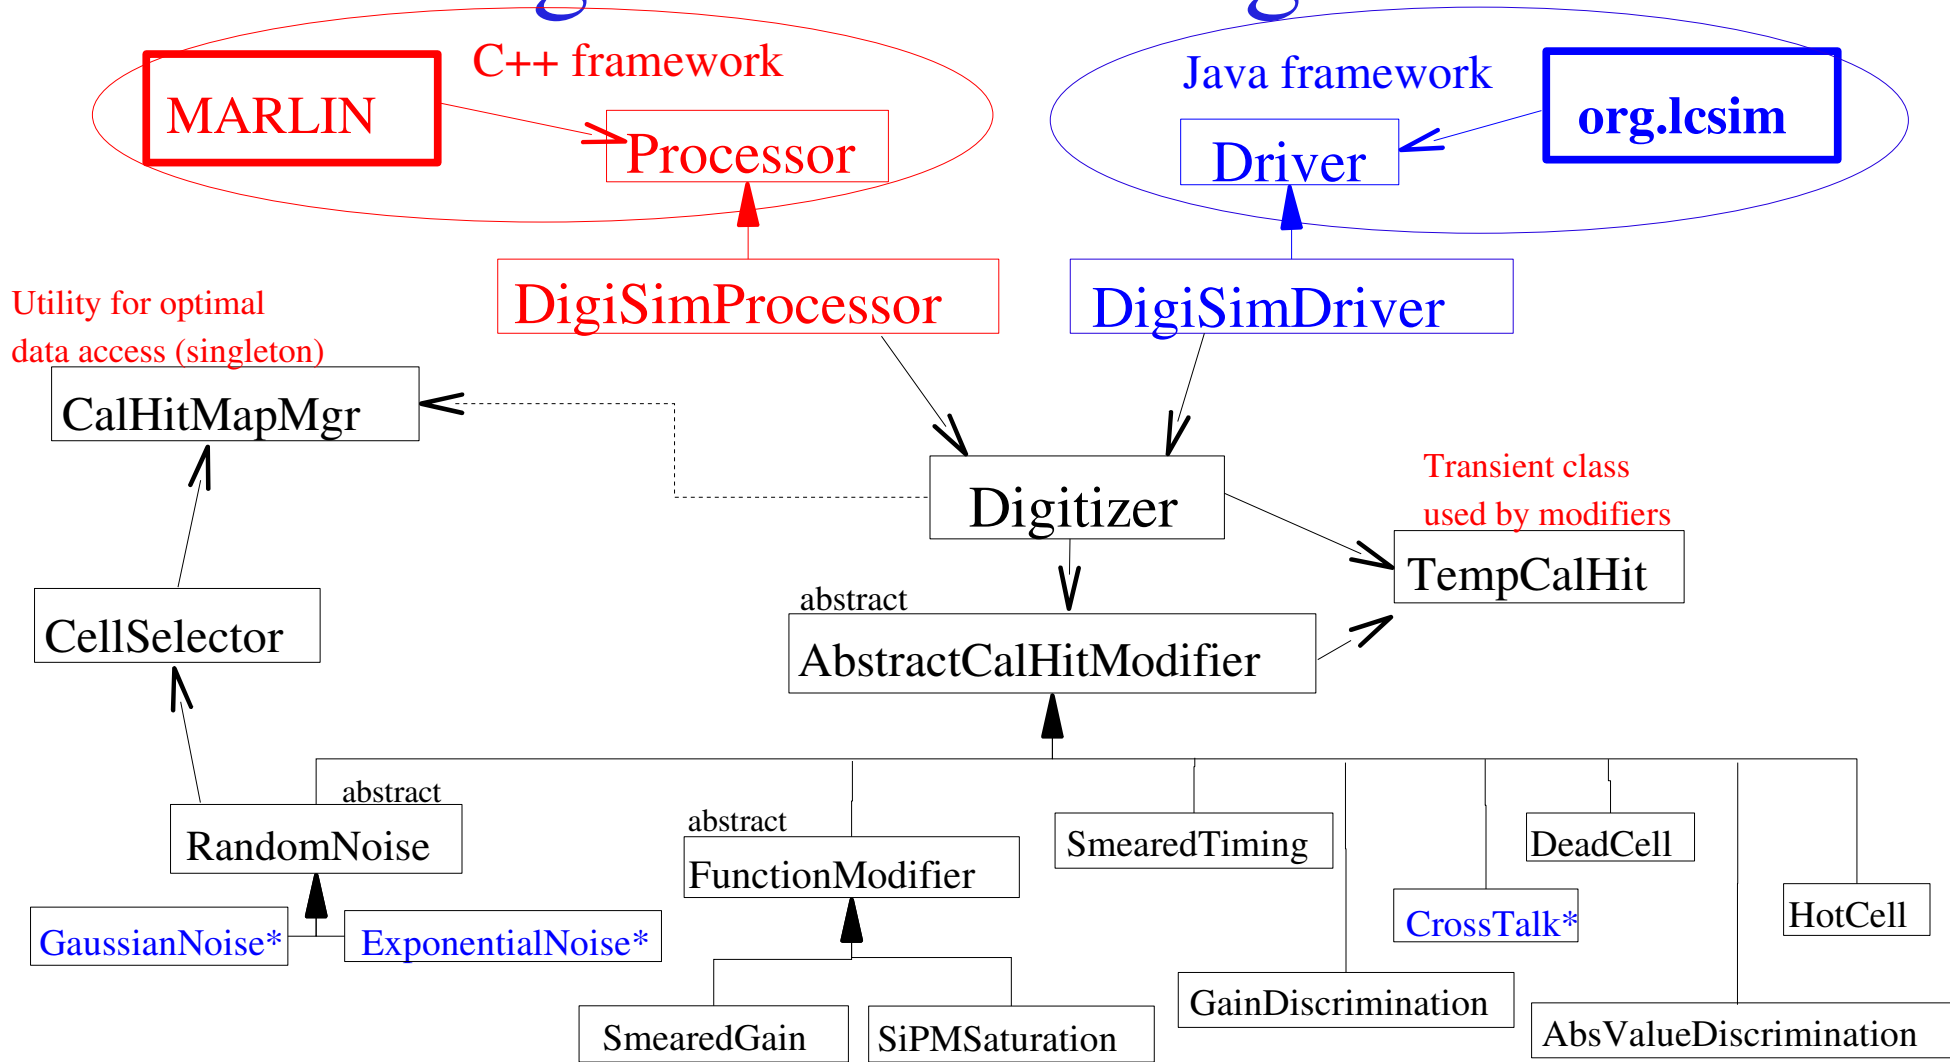 C++ framework
MARLIN
Processor
Java framework
org.lcsim
Driver
DigiSimProcessor
DigiSimDriver
Utility for optimal
data access (singleton)
CalHitMapMgr
Digitizer
Transient class
used by modifiers
TempCalHit
CellSelector
abstract
AbstractCalHitModifier
abstract
RandomNoise
abstract
FunctionModifier
SmearedTiming
DeadCell
HotCell
GaussianNoise*
ExponentialNoise*
CrossTalk*
GainDiscrimination
SmearedGain
SiPMSaturation
AbsValueDiscrimination